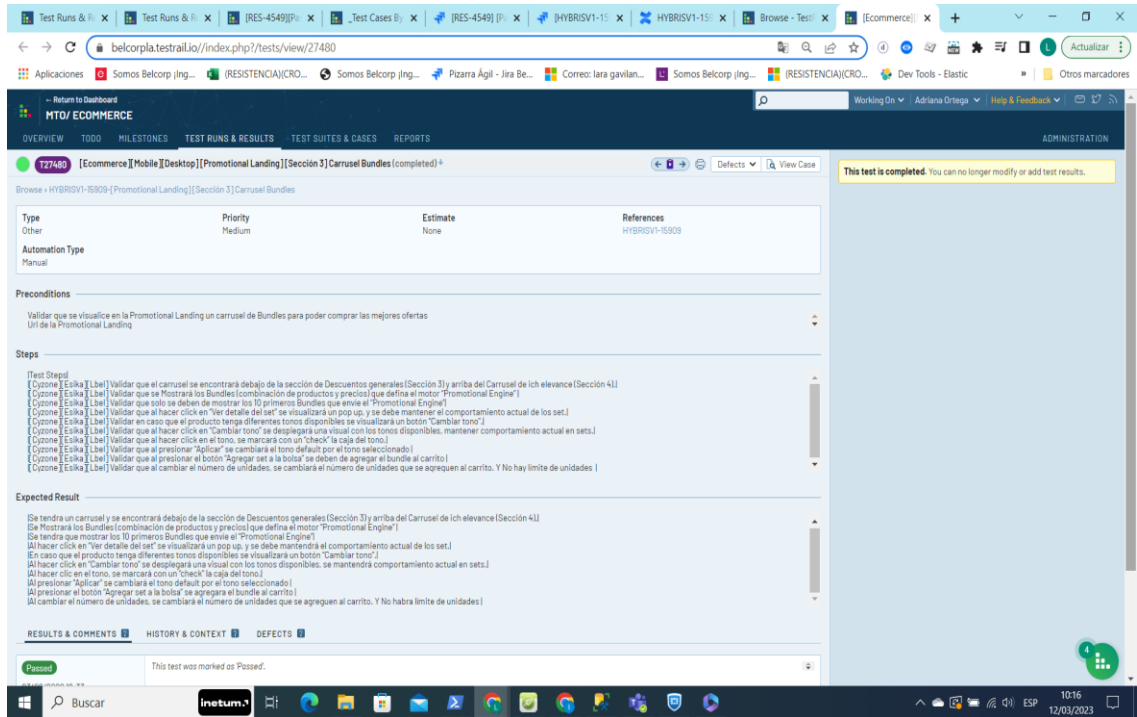 Test Runs & R
Test Runs & R
[RES-4549][Pa
_Test Cases By
[RES-4549] [Pa
[HYBRISV1-15
HYBRISV1-159
Browse - Test
[Ecommerce][
belcorpla.testrail.io//index.php?/tests/view/27480
Actualizar
Aplicaciones
Somos Belcorp ¡Ing...
(RESISTENCIA)(CRO...
Somos Belcorp ¡Ing...
Pizarra Ágil - Jira Be...
Correo: lara gavilan...
Somos Belcorp ¡Ing...
(RESISTENCIA)(CRO...
Dev Tools - Elastic
»
Otros marcadores
← Return to Dashboard
MTO/ ECOMMERCE
Working On
Adriana Ortega
Help & Feedback
OVERVIEW TODO MILESTONES TEST RUNS & RESULTS TEST SUITES & CASES REPORTS
ADMINISTRATION
T27480 [Ecommerce][Mobile][Desktop][Promotional Landing][Sección 3] Carrusel Bundles (completed)
Defects
View Case
This test is completed. You can no longer modify or add test results.
Browse › HYBRISV1-15909-[Promotional Landing][Sección 3] Carrusel Bundles
Type Priority Estimate References
Other Medium None HYBRISV1-15909
Automation Type
Manual
Preconditions
Validar que se visualice en la Promotional Landing un carrusel de Bundles para poder comprar las mejores ofertas
Url de la Promotional Landing
Steps
|Test Steps|
|[Cyzone][Esika][Lbel] Validar que el carrusel se encontrará debajo de la sección de Descuentos generales (Sección 3) y arriba del Carrusel de ich elevance (Sección 4).|
|[Cyzone][Esika][Lbel] Validar que se Mostrará los Bundles (combinación de productos y precios) que defina el motor "Promotional Engine" |
|[Cyzone][Esika][Lbel] Validar que solo se deben de mostrar los 10 primeros Bundles que envíe el "Promotional Engine"|
|[Cyzone][Esika][Lbel] Validar que al hacer click en "Ver detalle del set" se visualizará un pop up, y se debe mantener el comportamiento actual de los set.|
|[Cyzone][Esika][Lbel] Validar en caso que el producto tenga diferentes tonos disponibles se visualizará un botón "Cambiar tono".|
|[Cyzone][Esika][Lbel] Validar que al hacer click en "Cambiar tono" se desplegará una visual con los tonos disponibles, mantener comportamiento actual en sets.|
|[Cyzone][Esika][Lbel] Validar que al hacer click en el tono, se marcará con un "check" la caja del tono.|
|[Cyzone][Esika][Lbel] Validar que al presionar "Aplicar" se cambiará el tono default por el tono seleccionado |
|[Cyzone][Esika][Lbel] Validar que al presionar el botón "Agregar set a la bolsa" se deben de agregar el bundle al carrito |
|[Cyzone][Esika][Lbel] Validar que al cambiar el número de unidades, se cambiará el número de unidades que se agreguen al carrito. Y No hay límite de unidades |
Expected Result
|Se tendra un carrusel y se encontrará debajo de la sección de Descuentos generales (Sección 3) y arriba del Carrusel de ich elevance (Sección 4).|
|Se Mostrará los Bundles (combinación de productos y precios) que defina el motor "Promotional Engine" |
|Se tendra que mostrar los 10 primeros Bundles que envíe el "Promotional Engine"|
|Al hacer click en "Ver detalle del set" se visualizará un pop up, y se debe mantendrá el comportamiento actual de los set.|
|En caso que el producto tenga diferentes tonos disponibles se visualizará un botón "Cambiar tono".|
|Al hacer click en "Cambiar tono" se desplegará una visual con los tonos disponibles, se mantendrá comportamiento actual en sets.|
|Al hacer clic en el tono, se marcará con un "check" la caja del tono.|
|Al presionar "Aplicar" se cambiará el tono default por el tono seleccionado |
|Al presionar el botón "Agregar set a la bolsa" se agregara el bundle al carrito |
|Al cambiar el número de unidades, se cambiará el número de unidades que se agreguen al carrito. Y No habra límite de unidades |
RESULTS & COMMENTS HISTORY & CONTEXT DEFECTS
Passed
This test was marked as 'Passed'.
4
Buscar
inetum.
ESP
10:16
12/03/2023